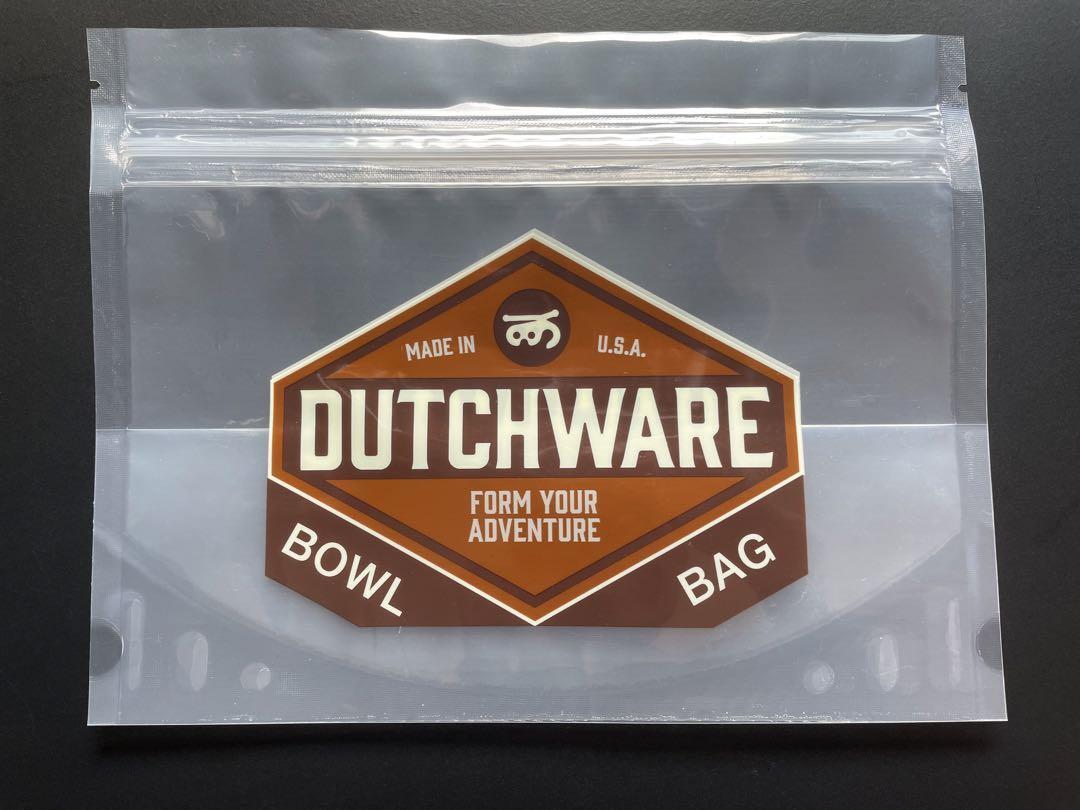 MADE IN U.S.A.
DUTCHWARE
FORM YOUR
ADVENTURE
BOWL BAG